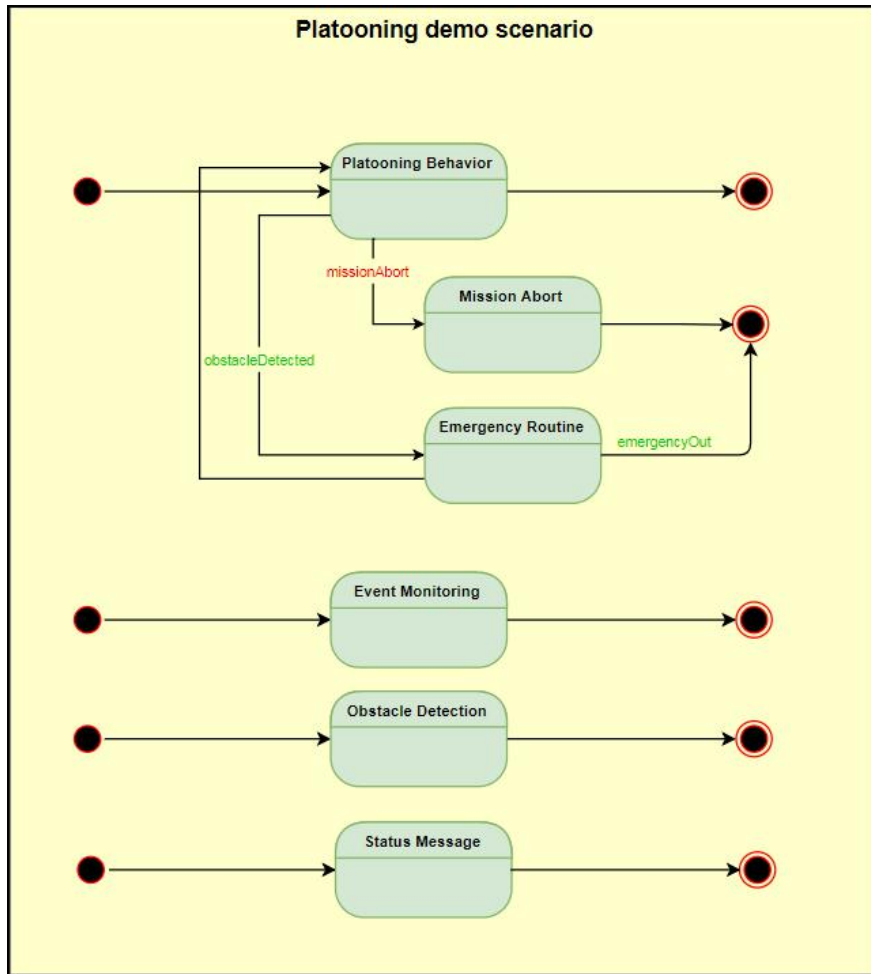 Platooning demo scenario
Platooning Behavior
missionAbort
Mission Abort
obstacleDetected
Emergency Routine
emergencyOut
Event Monitoring
Obstacle Detection
Status Message